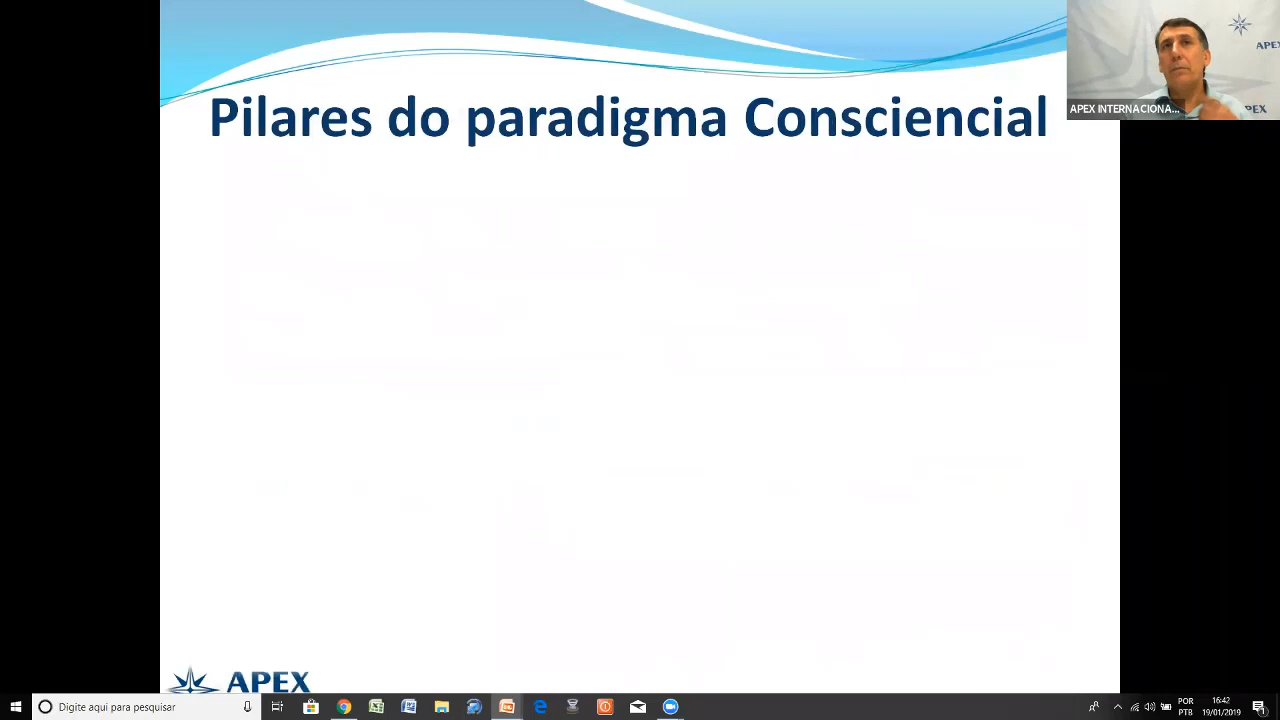 Pilares do paradigma Consciencial
APEX
APEX
APEX INTERNACIONA...
APEX
Digite aqui para pesquisar
POR
PTB
16:42
19/01/2019